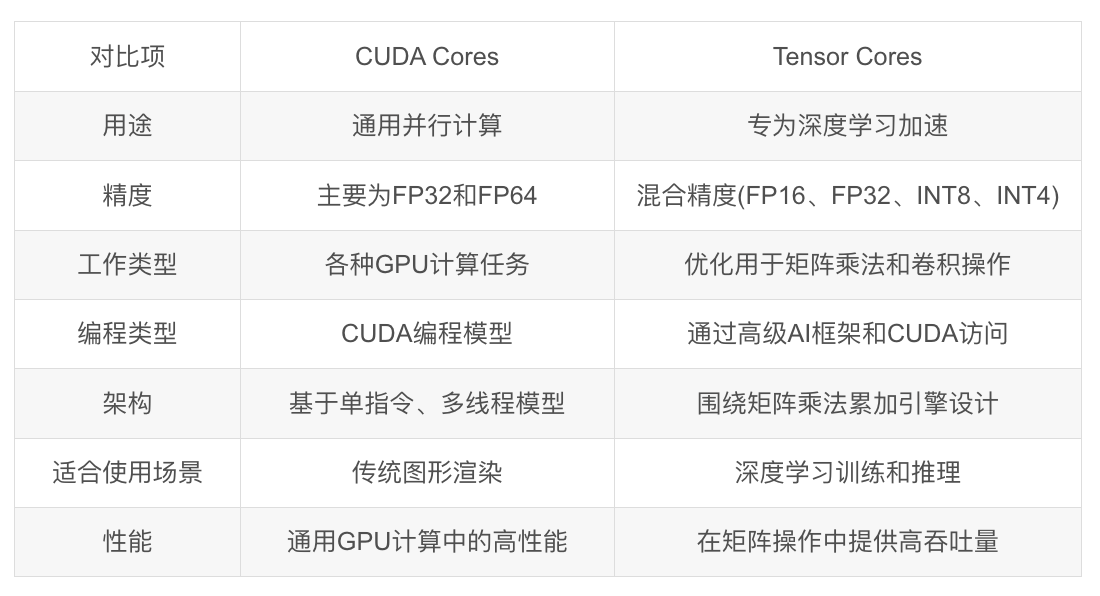 对比项 CUDA Cores Tensor Cores
用途 通用并行计算 专为深度学习加速
精度 主要为FP32和FP64 混合精度(FP16、FP32、INT8、INT4)
工作类型 各种GPU计算任务 优化用于矩阵乘法和卷积操作
编程类型 CUDA编程模型 通过高级AI框架和CUDA访问
架构 基于单指令、多线程模型 围绕矩阵乘法累加引擎设计
适合使用场景 传统图形渲染 深度学习训练和推理
性能 通用GPU计算中的高性能 在矩阵操作中提供高吞吐量